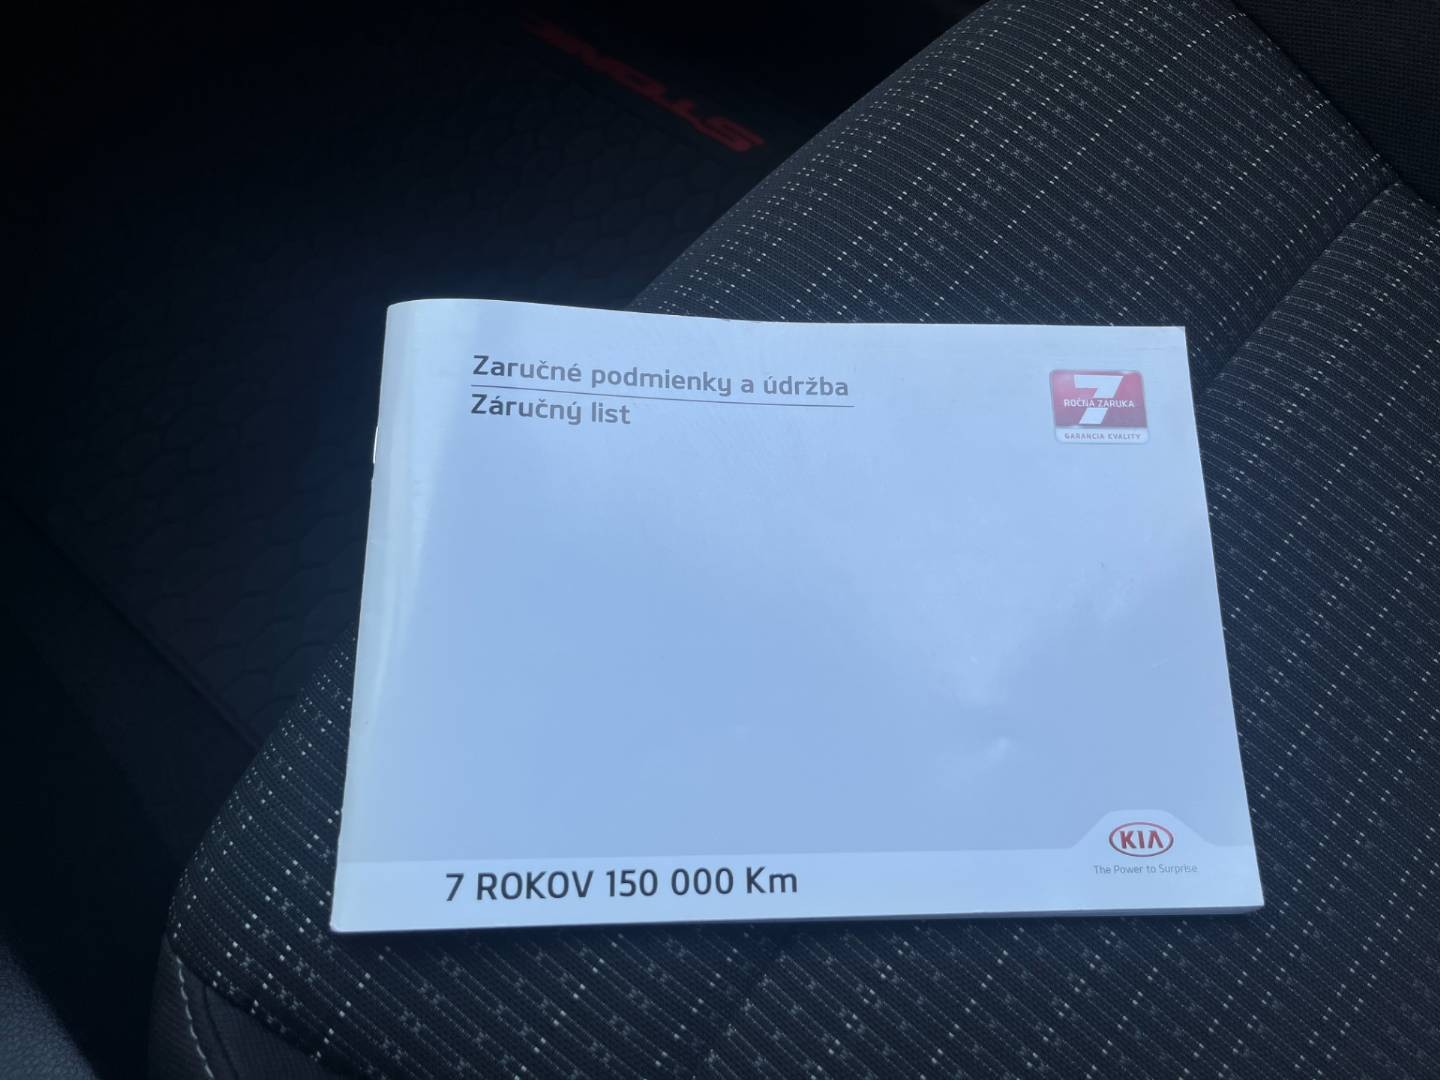 STONIC
Zaručné podmienky a údržba
Záručný list
7
ROČNÁ ZÁRUKA
GARANCIA KVALITY
7 ROKOV 150 000 Km
KIA
The Power to Surprise